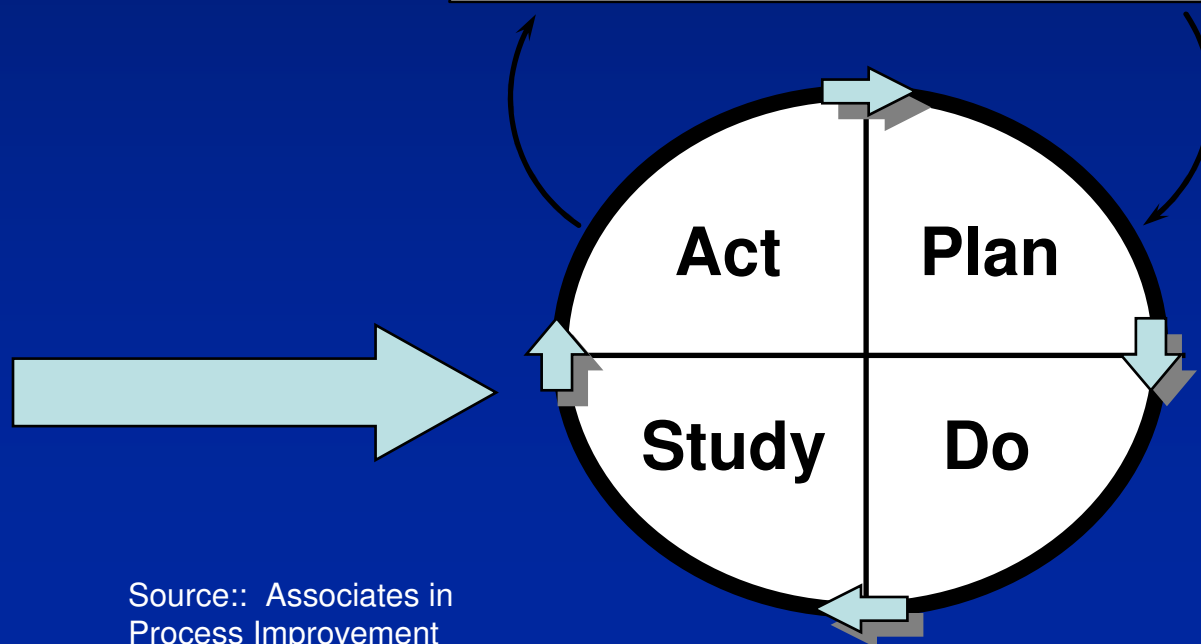 Act Plan
Study Do
Source:: Associates in
Process Improvement